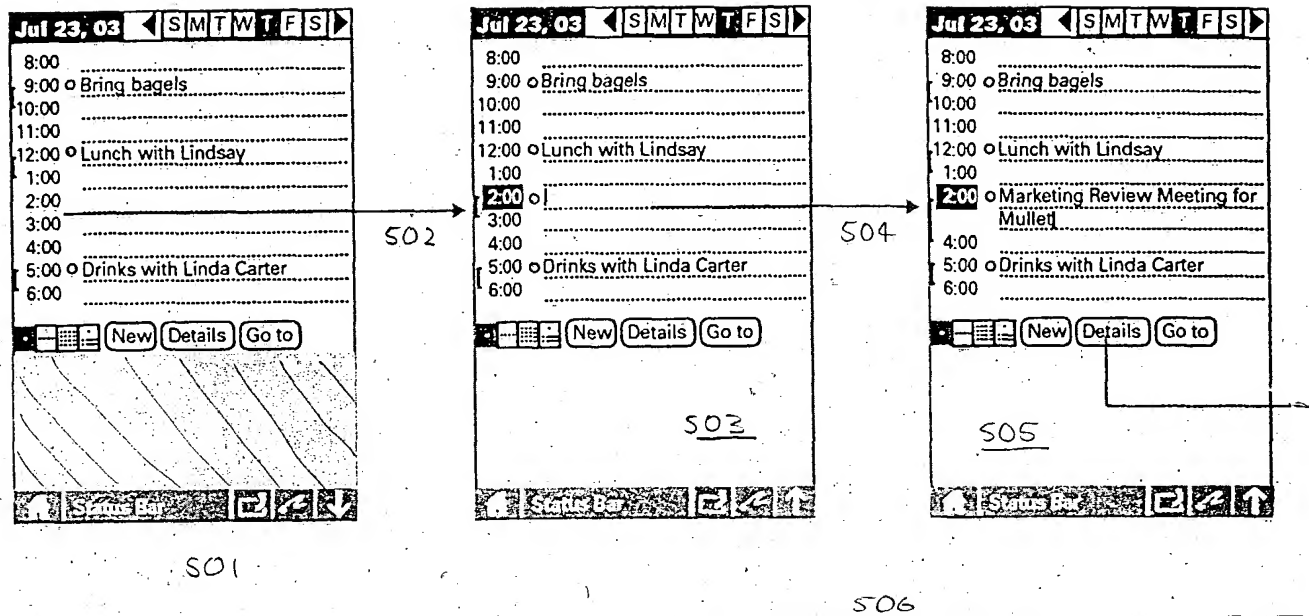 Jul 23, 03 S M T W T F S
8:00
9:00 Bring bagels
10:00
11:00
12:00 Lunch with Lindsay
1:00
2:00
3:00
4:00
5:00 Drinks with Linda Carter
6:00
New Details Go to
Status Bar
501
502
Jul 23, 03 S M T W T F S
8:00
9:00 Bring bagels
10:00
11:00
12:00 Lunch with Lindsay
1:00
2:00
3:00
4:00
5:00 Drinks with Linda Carter
6:00
New Details Go to
503
Status Bar
504
Jul 23, 03 S M T W T F S
8:00
9:00 Bring bagels
10:00
11:00
12:00 Lunch with Lindsay
1:00
2:00 Marketing Review Meeting for
Mullet
4:00
5:00 Drinks with Linda Carter
6:00
New Details Go to
505
Status Bar
506